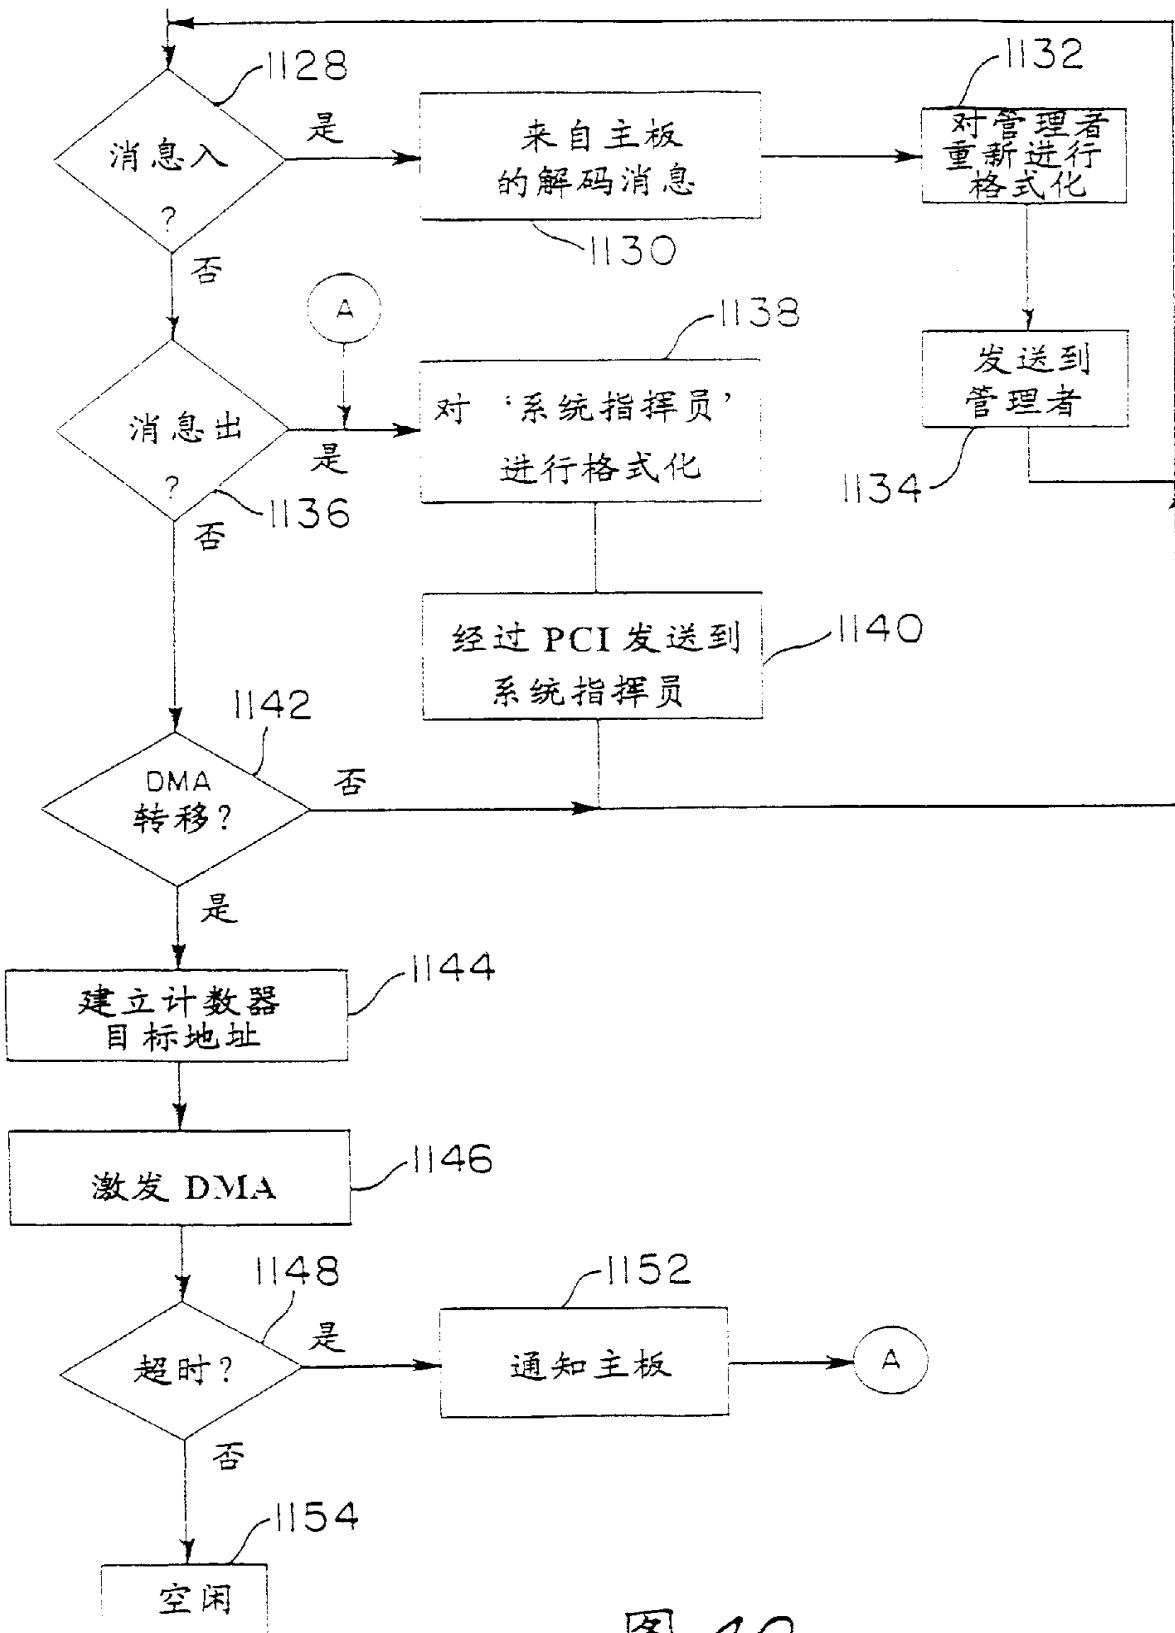 1128
消息入
?
是
来自主板
的解码消息
1130
1132
对管理者
重新进行
格式化
否
A
1138
发送到
管理者
1134
消息出
?
是
1136
对‘系统指挥员’
进行格式化
否
经过 PCI 发送到
系统指挥员
1140
1142
DMA
转移?
否
是
1144
建立计数器
目标地址
激发 DMA
1146
1148
超时?
是
1152
通知主板
A
否
1154
空闲
图